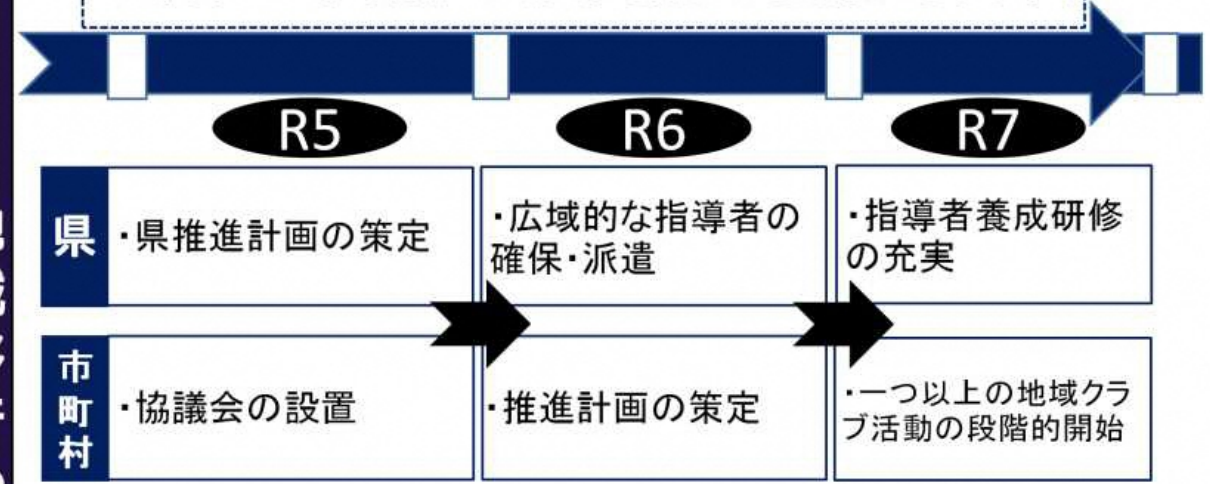 R5
R6
R7
県
・県推進計画の策定
・広域的な指導者の
確保・派遣
・指導者養成研修
の充実
市町村
・協議会の設置
・推進計画の策定
・一つ以上の地域クラ
ブ活動の段階的開始